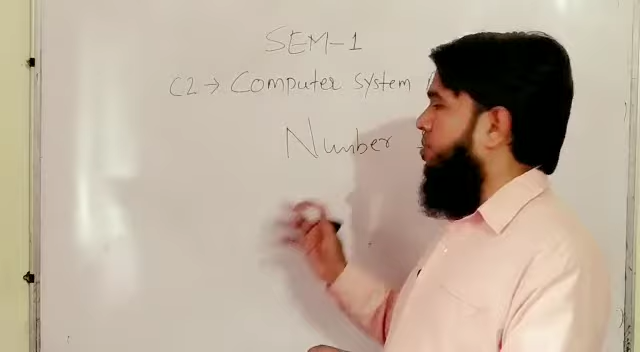 SEM-1
C2 → Computer System
Number